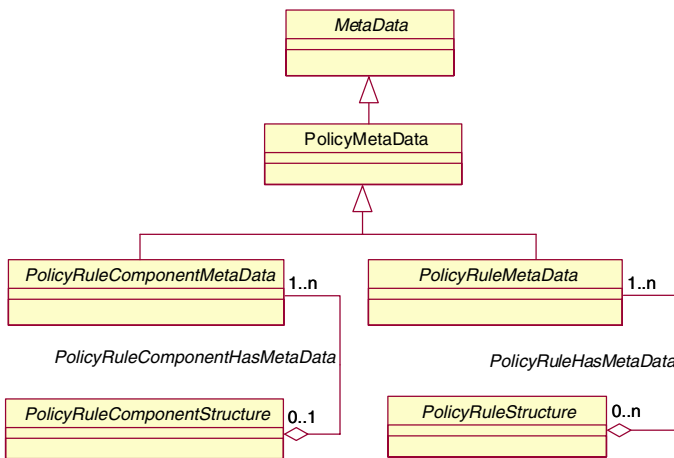 MetaData
PolicyMetaData
PolicyRuleComponentMetaData
PolicyRuleMetaData
1..n
1..n
PolicyRuleComponentHasMetaData
PolicyRuleHasMetaData
PolicyRuleComponentStructure
0..1
PolicyRuleStructure
0..n